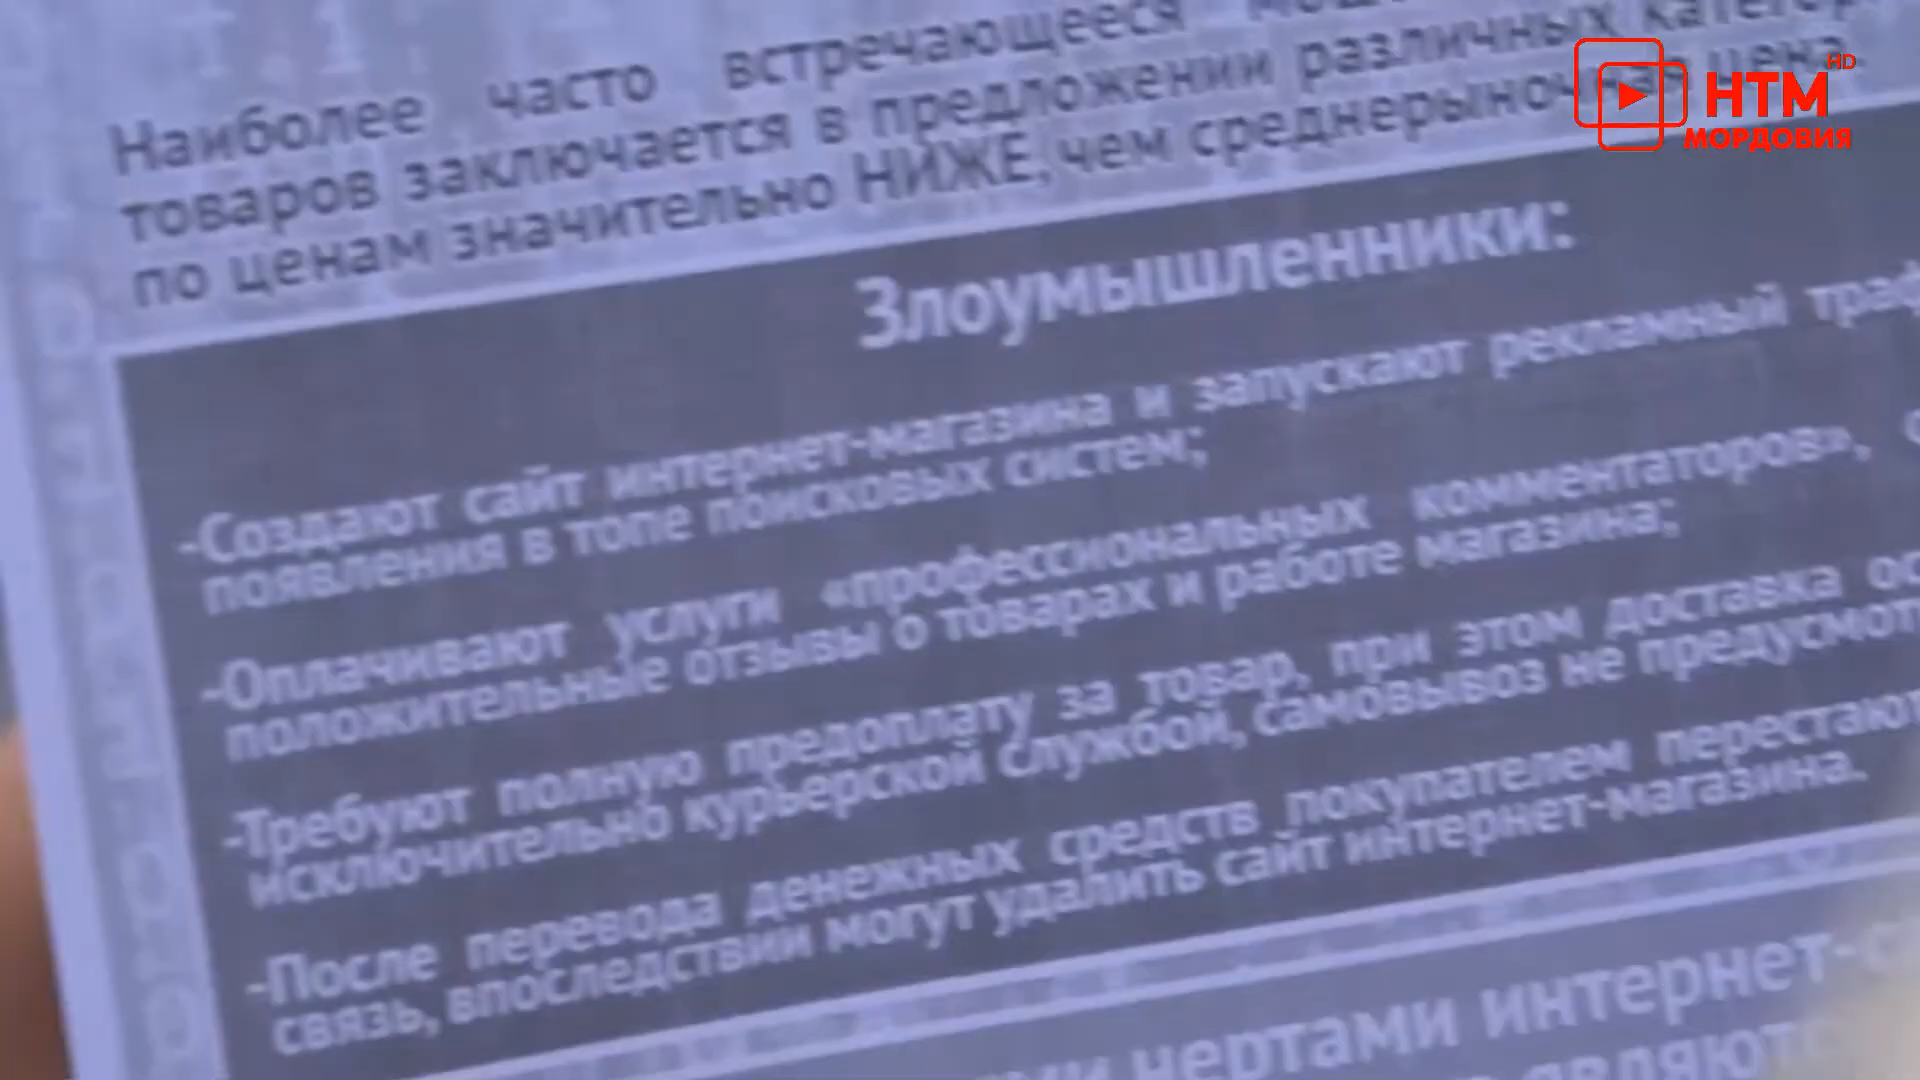 Наиболее часто встречающееся
товаров заключается в предложении различных
по ценам значительно НИЖЕ, чем среднерыночная цена.
Злоумышленники:
-Создают сайт интернет-магазина и запускают рекламный
появления в топе поисковых систем;
-Оплачивают услуги «профессиональных комментаторов»,
положительные отзывы о товарах и работе магазина;
-Требуют полную предоплату за товар, при этом доставка
исключительно курьерской службой, самовывоз не
-После перевода денежных средств покупателем перестают
связь, впоследствии могут удалить сайт интернет-магазина.
чертами интернет-
HD
НТМ
МОРДОВИЯ